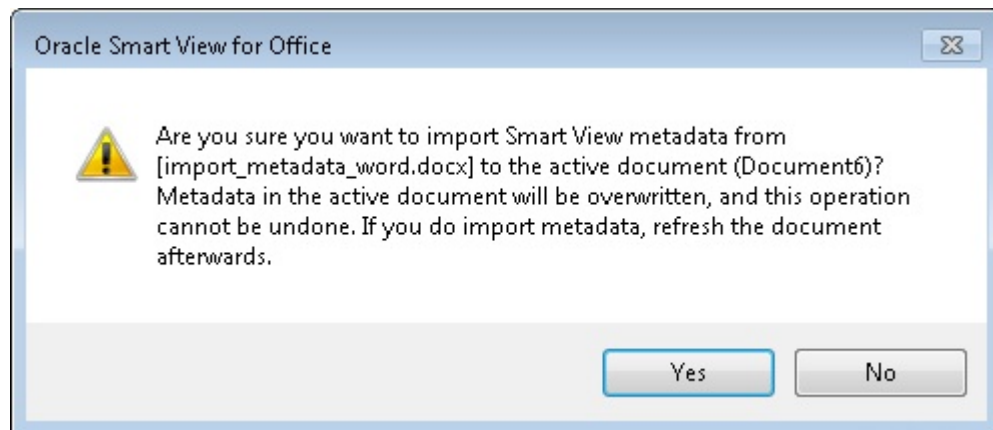 Oracle Smart View for Office
Are you sure you want to import Smart View metadata from
[import_metadata_word.docx] to the active document (Document6)?
Metadata in the active document will be overwritten, and this operation
cannot be undone. If you do import metadata, refresh the document
afterwards.
Yes
No